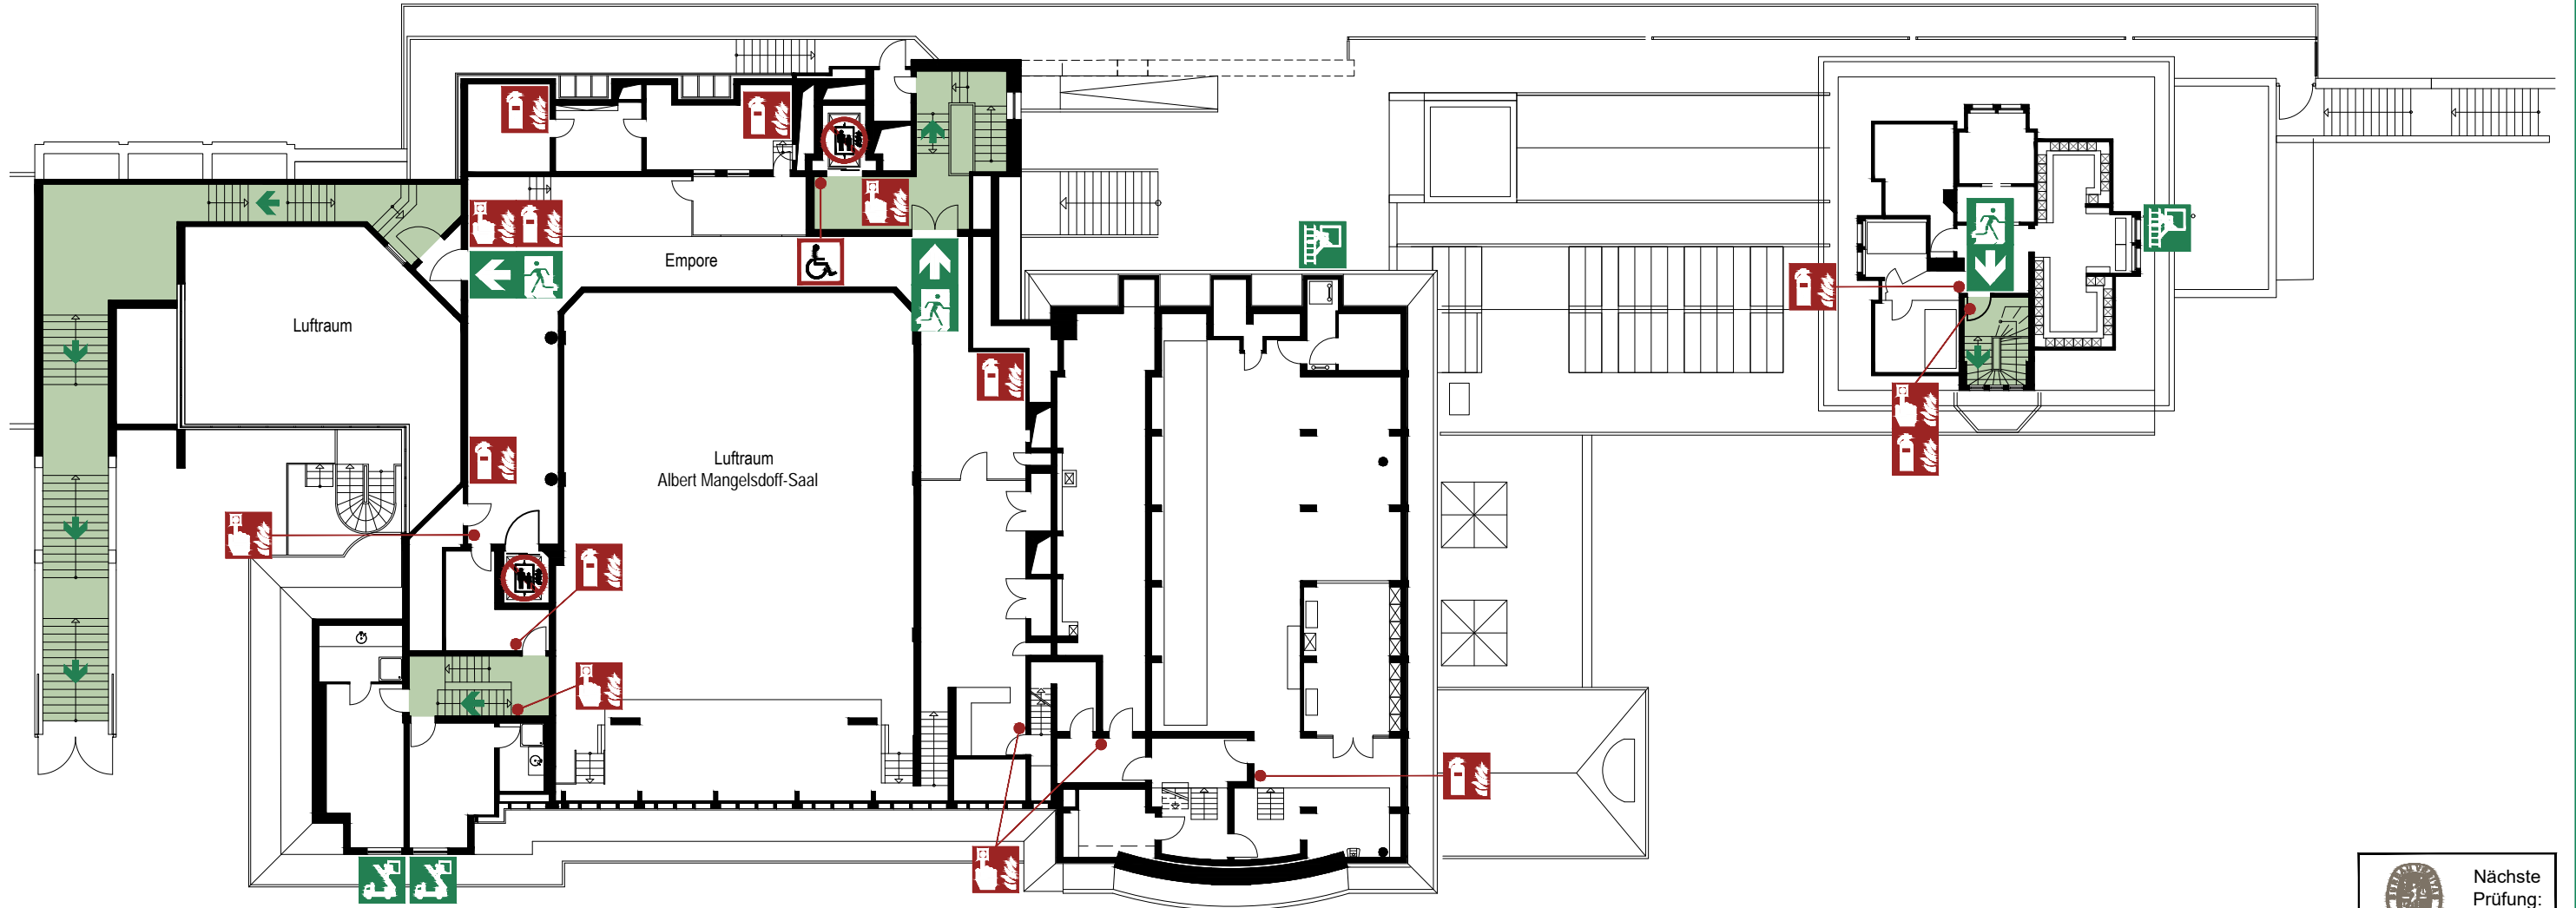 Empore
Luftraum
Luftraum
Albert Mangelsdoff-Saal
Nächste
Prüfung: